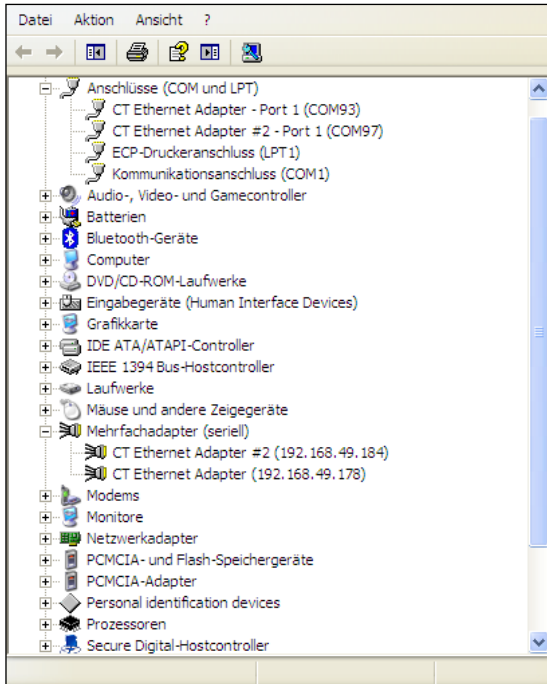 Datei Aktion Ansicht ?
Anschlüsse (COM und LPT)
CT Ethernet Adapter - Port 1 (COM93)
CT Ethernet Adapter #2 - Port 1 (COM97)
ECP-Druckeranschluss (LPT1)
Kommunikationsanschluss (COM1)
Audio-, Video- und Gamecontroller
Batterien
Bluetooth-Geräte
Computer
DVD/CD-ROM-Laufwerke
Eingabegeräte (Human Interface Devices)
Grafikkarte
IDE ATA/ATAPI-Controller
IEEE 1394 Bus-Hostcontroller
Laufwerke
Mäuse und andere Zeigegeräte
Mehrfachadapter (seriell)
CT Ethernet Adapter #2 (192.168.49.184)
CT Ethernet Adapter (192.168.49.178)
Modems
Monitore
Netzwerkadapter
PCMCIA- und Flash-Speichergeräte
PCMCIA-Adapter
Personal identification devices
Prozessoren
Secure Digital-Hostcontroller